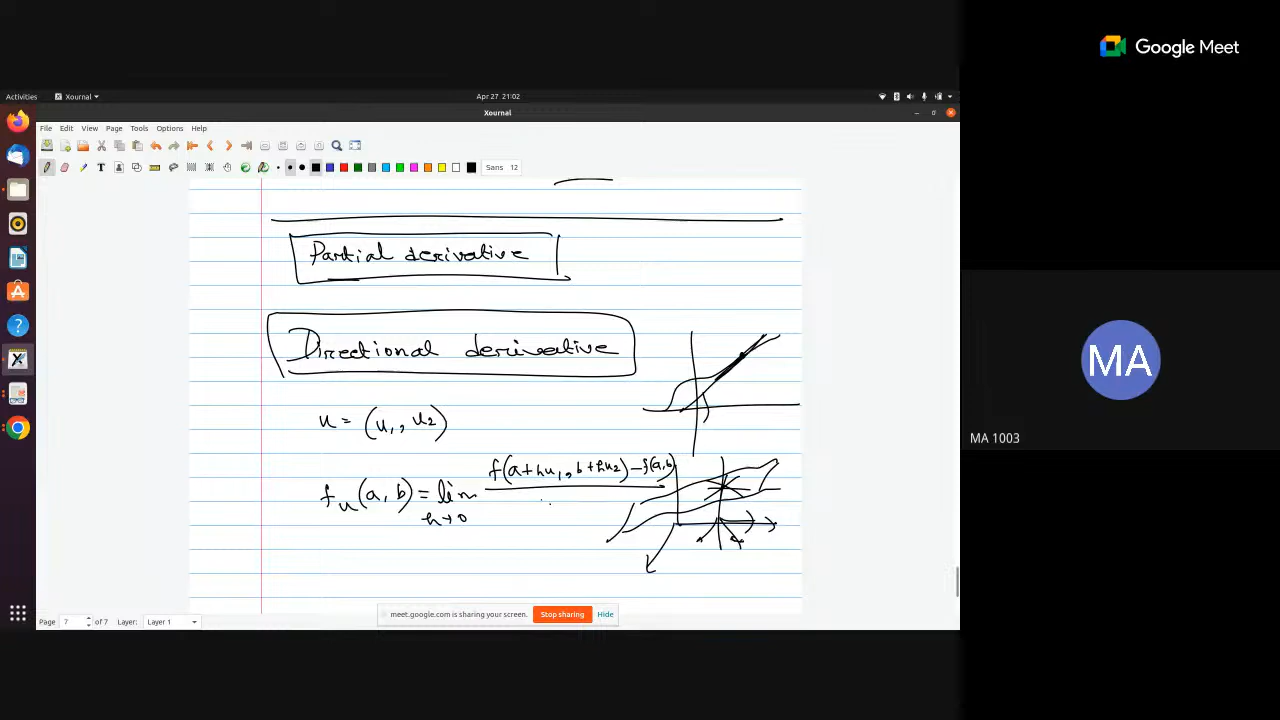 Google Meet
Activities Xournal Apr 27 21:02
Xournal
File Edit View Page Tools Options Help
Sans 12
Partial derivative
Directional derivative
u = (u₁, u₂)
f(a+hu₁, b+hu₂) - f(a,b)
fᵤ(a, b) = lim
h→0
MA
MA 1003
meet.google.com is sharing your screen. Stop sharing Hide
Page 7 of 7 Layer: Layer 1